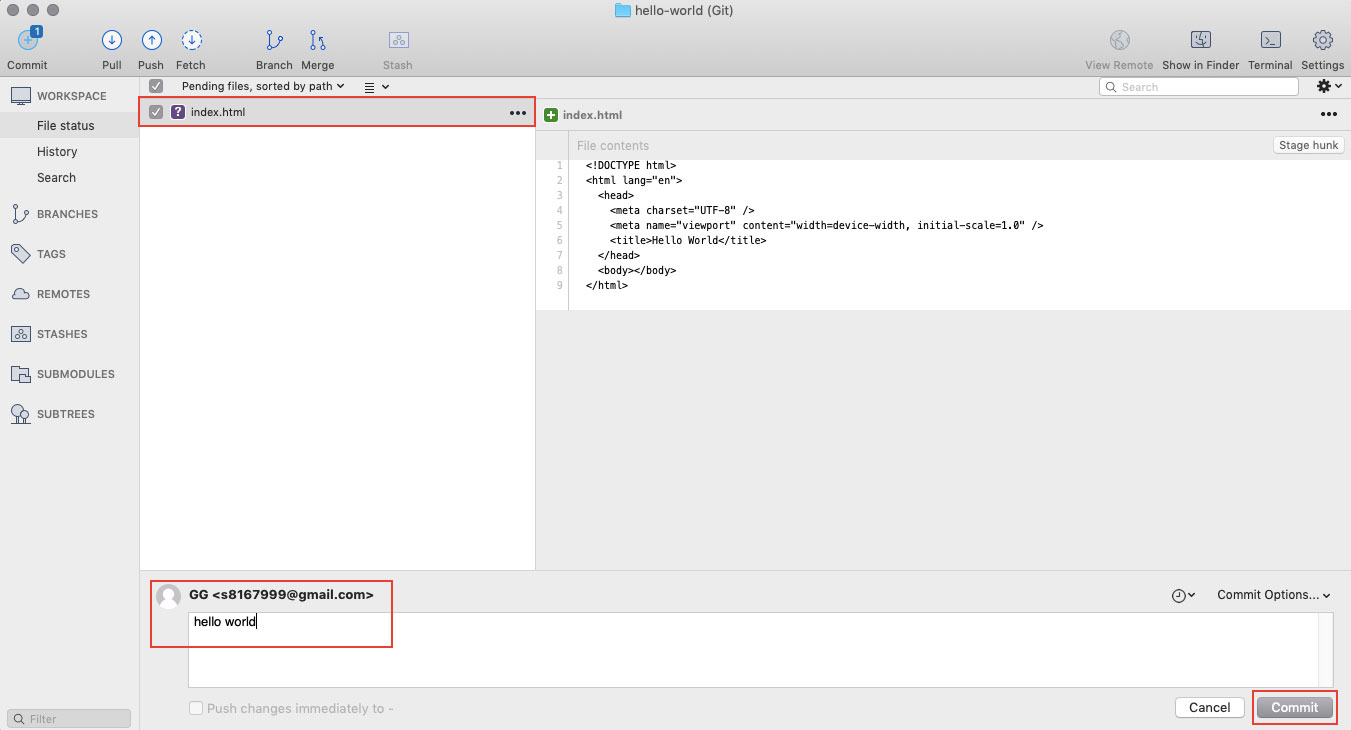 hello-world (Git)
1
Commit Pull Push Fetch Branch Merge Stash View Remote Show in Finder Terminal Settings
WORKSPACE
File status
History
Search
BRANCHES
TAGS
REMOTES
STASHES
SUBMODULES
SUBTREES
Filter
Pending files, sorted by path
Search
? index.html •••
index.html •••
File contents Stage hunk
1 <!DOCTYPE html>
2 <html lang="en">
3 <head>
4 <meta charset="UTF-8" />
5 <meta name="viewport" content="width=device-width, initial-scale=1.0" />
6 <title>Hello World</title>
7 </head>
8 <body></body>
9 </html>
GG <s8167999@gmail.com>
Commit Options...
hello world
Push changes immediately to -
Cancel Commit